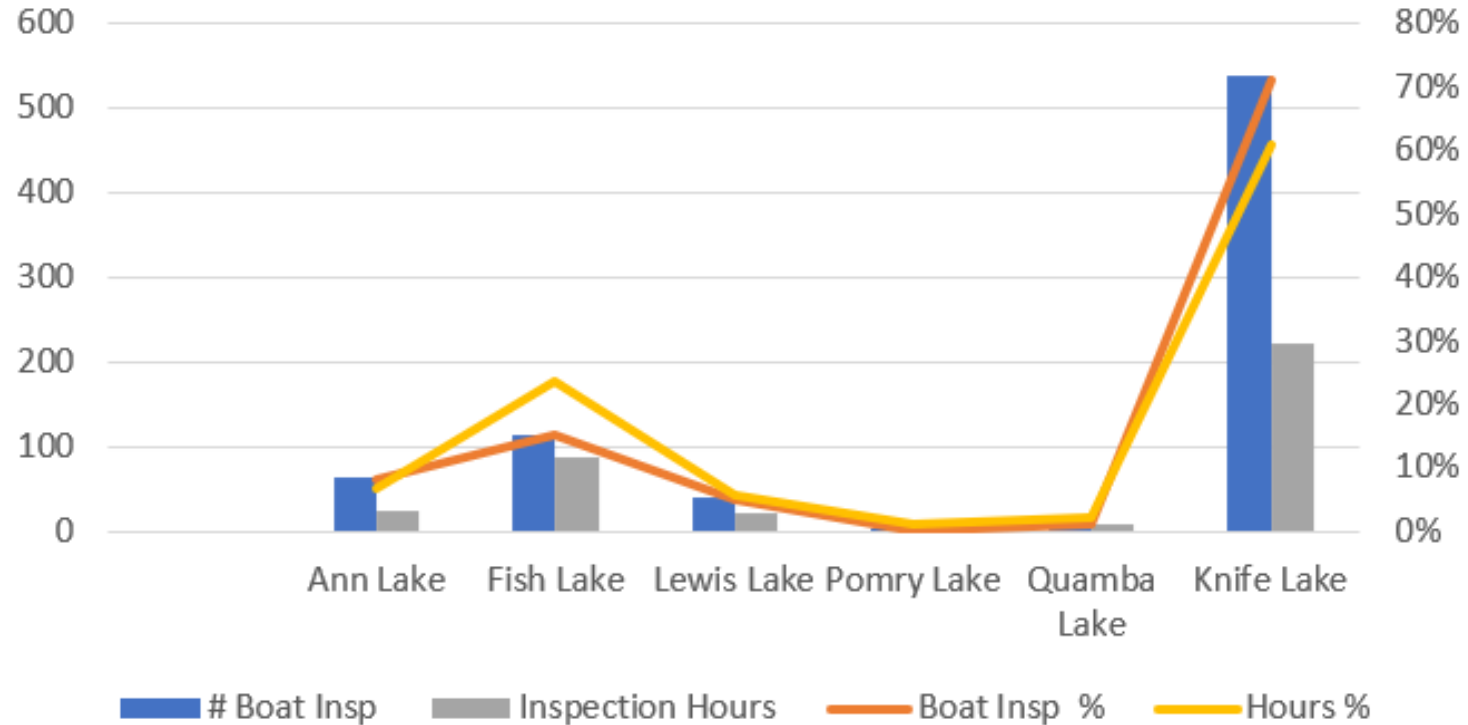 600
500
400
300
200
100
0
80%
70%
60%
50%
40%
30%
20%
10%
0%
Ann Lake
Fish Lake
Lewis Lake
Pomry Lake
Quamba
Lake
Knife Lake
# Boat Insp
Inspection Hours
Boat Insp %
Hours %